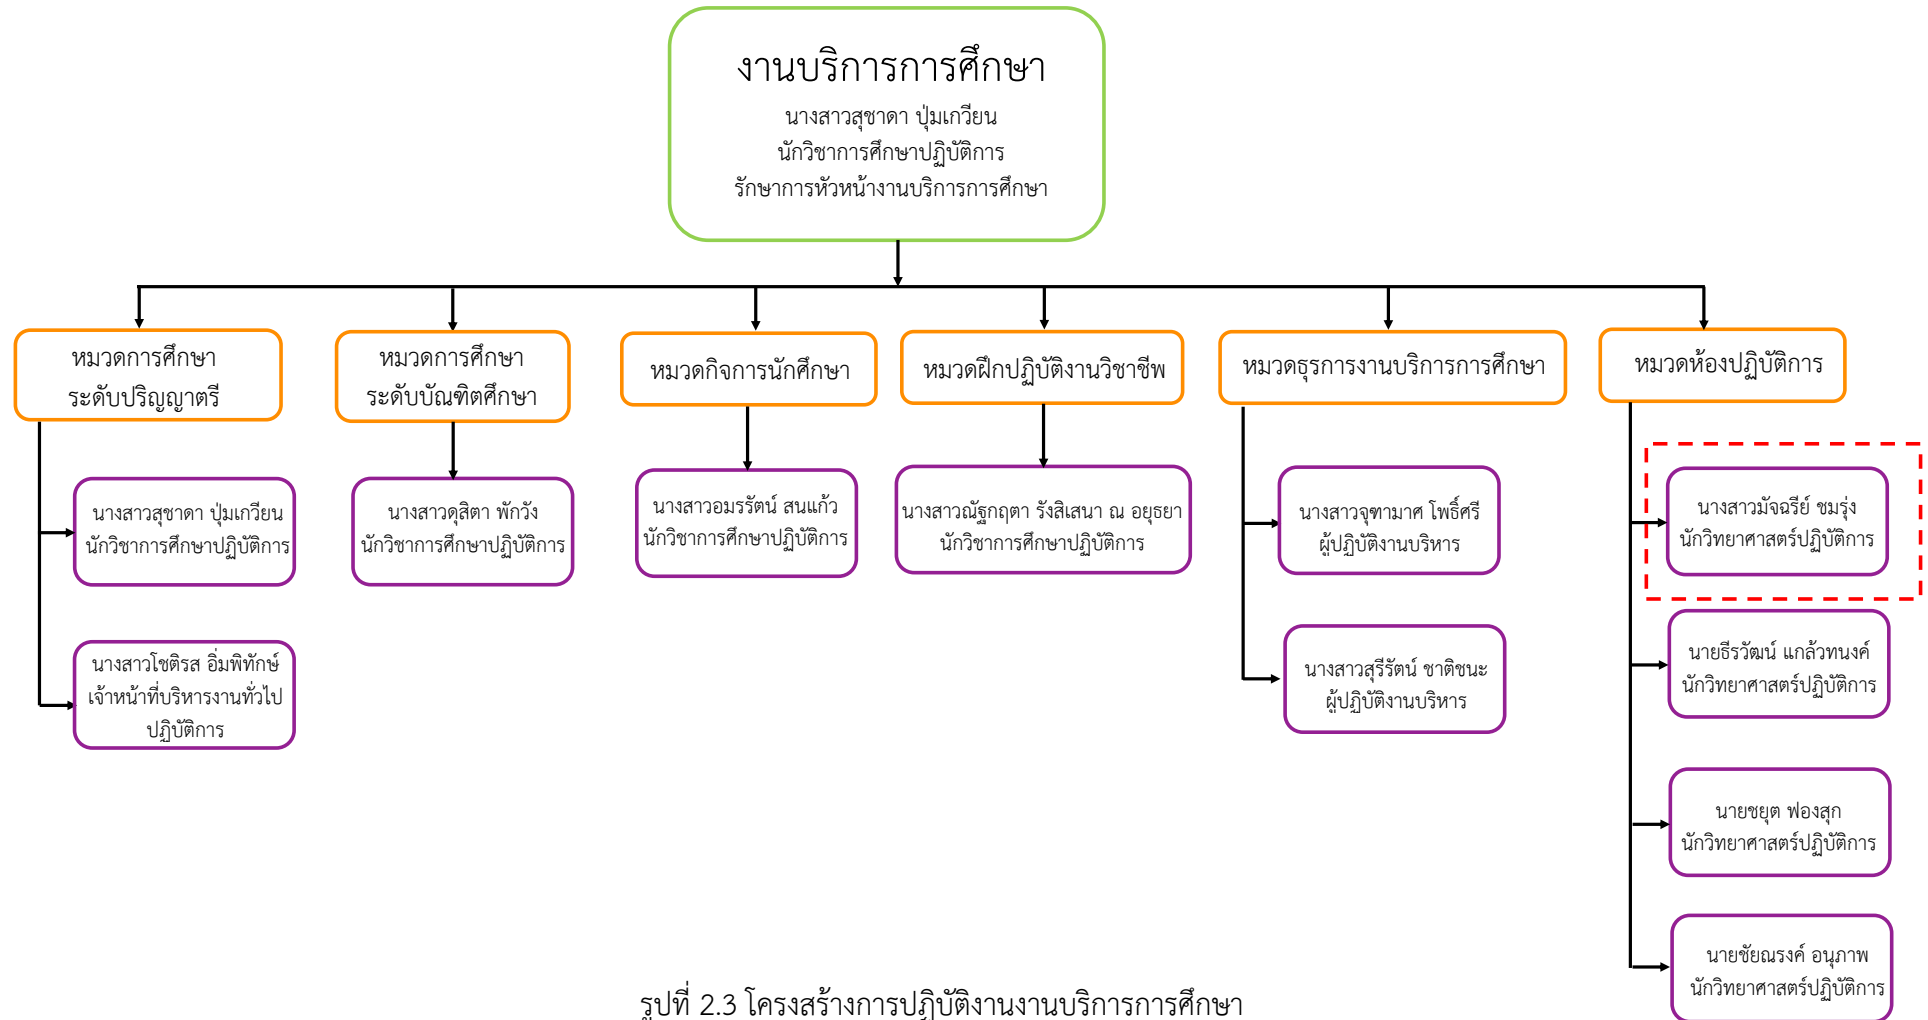 งานบริการการศึกษา
นางสาวสุชาดา ปุ่มเกวียน
นักวิชาการศึกษาปฏิบัติการ
รักษาการหัวหน้างานบริการการศึกษา
หมวดการศึกษา
ระดับปริญญาตรี
นางสาวสุชาดา ปุ่มเกวียน
นักวิชาการศึกษาปฏิบัติการ
นางสาวโชติรส อิ่มพิทักษ์
เจ้าหน้าที่บริหารงานทั่วไป
ปฏิบัติการ
หมวดการศึกษา
ระดับบัณฑิตศึกษา
นางสาวดุสิตา พักวัง
นักวิชาการศึกษาปฏิบัติการ
หมวดกิจการนักศึกษา
นางสาวอมรรัตน์ สนแก้ว
นักวิชาการศึกษาปฏิบัติการ
หมวดฝึกปฏิบัติงานวิชาชีพ
นางสาวณัฐกฤตา รังสิเสนา ณ อยุธยา
นักวิชาการศึกษาปฏิบัติการ
หมวดธุรการงานบริการการศึกษา
นางสาวจุฑามาศ โพธิ์ศรี
ผู้ปฏิบัติงานบริหาร
นางสาวสุรีรัตน์ ชาติชนะ
ผู้ปฏิบัติงานบริหาร
หมวดห้องปฏิบัติการ
นางสาวมัจฉรีย์ ชมรุ่ง
นักวิทยาศาสตร์ปฏิบัติการ
นายธีรวัฒน์ แกล้วทนงค์
นักวิทยาศาสตร์ปฏิบัติการ
นายชยุต ฟองสุก
นักวิทยาศาสตร์ปฏิบัติการ
นายชัยณรงค์ อนุภาพ
นักวิทยาศาสตร์ปฏิบัติการ
รูปที่ 2.3 โครงสร้างการปฏิบัติงานงานบริการการศึกษา